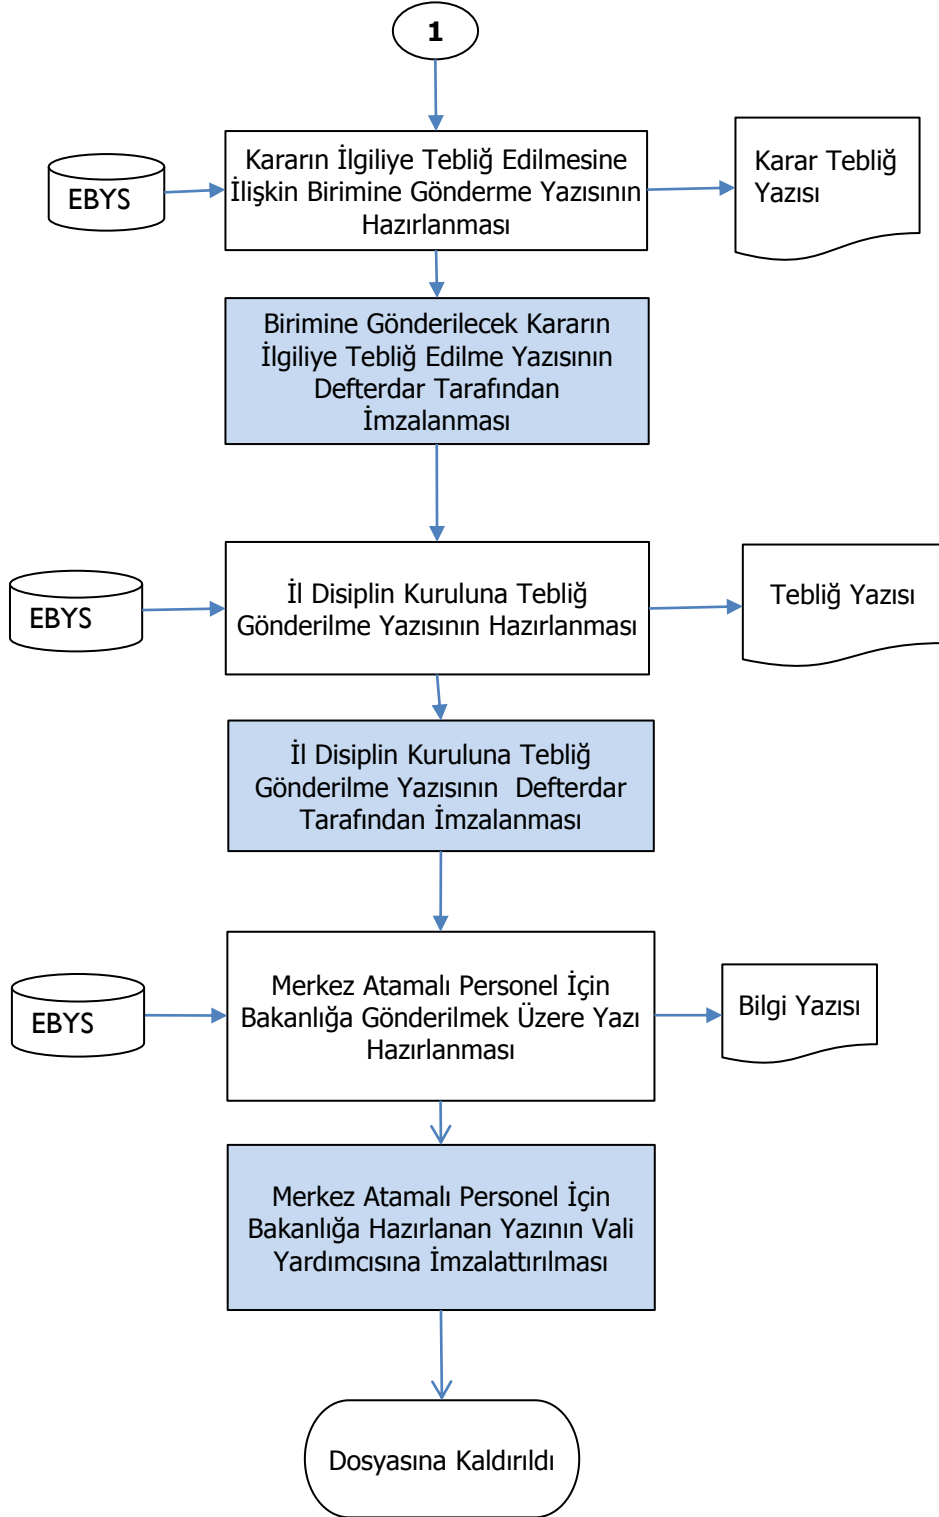 1
EBYS
Kararın İlgiliye Tebliğ Edilmesine
İlişkin Birimine Gönderme Yazısının
Hazırlanması
Karar Tebliğ
Yazısı
Birimine Gönderilecek Kararın
İlgiliye Tebliğ Edilme Yazısının
Defterdar Tarafından
İmzalanması
EBYS
İl Disiplin Kuruluna Tebliğ
Gönderilme Yazısının Hazırlanması
Tebliğ Yazısı
İl Disiplin Kuruluna Tebliğ
Gönderilme Yazısının Defterdar
Tarafından İmzalanması
EBYS
Merkez Atamalı Personel İçin
Bakanlığa Gönderilmek Üzere Yazı
Hazırlanması
Bilgi Yazısı
Merkez Atamalı Personel İçin
Bakanlığa Hazırlanan Yazının Vali
Yardımcısına İmzalattırılması
Dosyasına Kaldırıldı